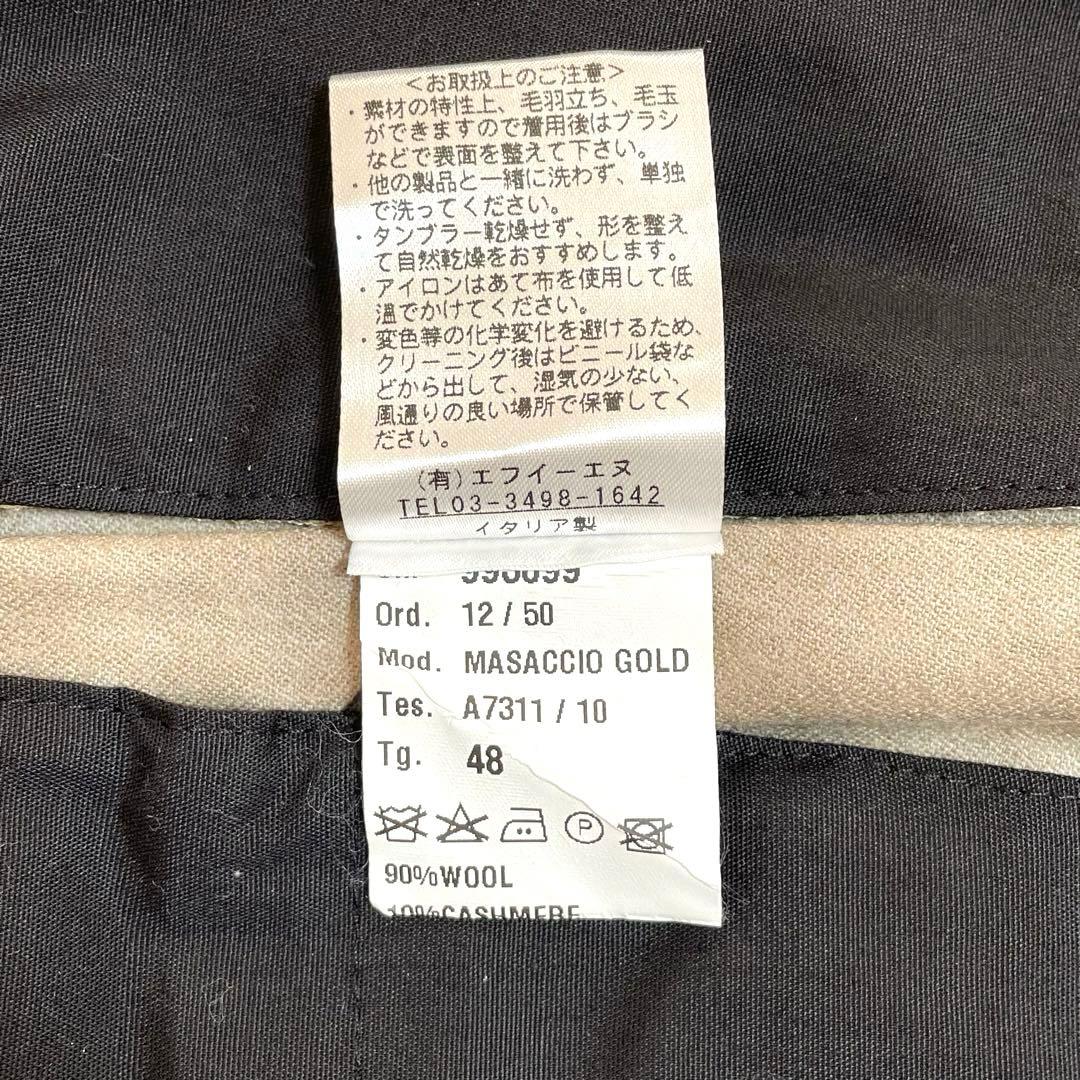 ＜お取扱上のご注意＞
・素材の特性上、毛羽立ち、毛玉
ができますので着用後はブラシ
などで表面を整えて下さい。
・他の製品と一緒に洗わず、単独
で洗ってください。
・タンブラー乾燥せず、形を整え
て自然乾燥をおすすめします。
・アイロンはあて布を使用して低
温でかけてください。
・変色等の化学変化を避けるため、
クリーニング後はビニール袋な
どから出して、湿気の少ない、
風通りの良い場所で保管してく
ださい。
(有)エフイーエヌ
TEL03-3498-1642
イタリア製
Ord. 12 / 50
Mod. MASACCIO GOLD
Tes. A7311 / 10
Tg. 48
P
90%WOOL
10%CASHMERE